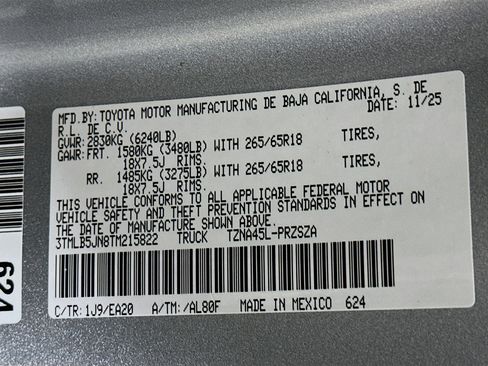 MFD.BY: TOYOTA MOTOR MANUFACTURING DE BAJA CALIFORNIA, S. DE
R.L. DE C.V. DATE: 11/25
GVWR: 2830KG (6240LB)
GAWR: FRT. 1580KG (3480LB) WITH 265/65R18 TIRES,
18X7.5J RIMS.
RR. 1485KG (3275LB) WITH 265/65R18 TIRES,
18X7.5J RIMS.
THIS VEHICLE CONFORMS TO ALL APPLICABLE FEDERAL MOTOR
VEHICLE SAFETY AND THEFT PREVENTION STANDARDS IN EFFECT ON
THE DATE OF MANUFACTURE SHOWN ABOVE.
3TMLB5JN8TM215822 TRUCK TZNA45L-PRZSZA
C/TR: 1J9/EA20 A/TM: /AL80F MADE IN MEXICO 624
624